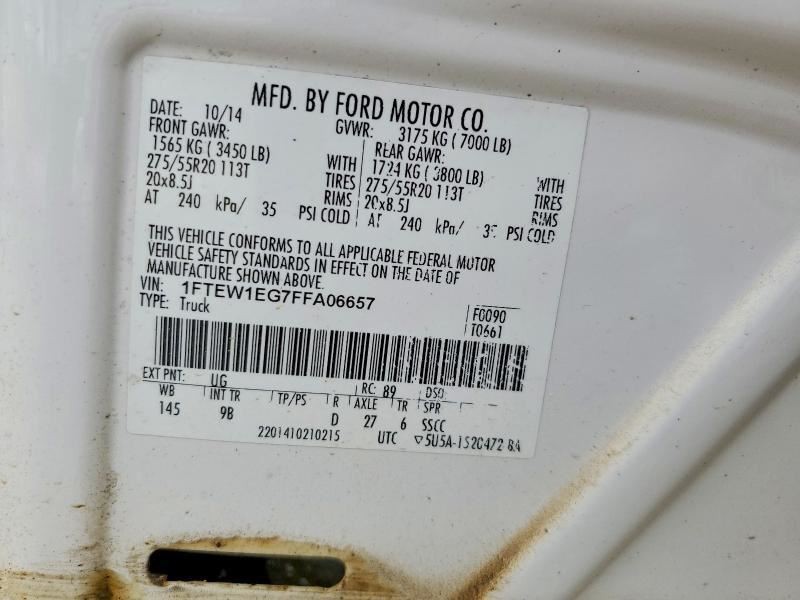 MFD. BY FORD MOTOR CO.
DATE: 10/14 GVWR: 3175 KG ( 7000 LB)
FRONT GAWR: REAR GAWR:
1565 KG ( 3450 LB) WITH 1724 KG ( 3800 LB) WITH
275/55R20 113T TIRES 275/55R20 113T TIRES
20x8.5J RIMS 20x8.5J RIMS
AT 240 kPa/ 35 PSI COLD AT 240 kPa/ 35 PSI COLD
THIS VEHICLE CONFORMS TO ALL APPLICABLE FEDERAL MOTOR
VEHICLE SAFETY STANDARDS IN EFFECT ON THE DATE OF
MANUFACTURE SHOWN ABOVE.
VIN: 1FTEW1EG7FFA06657
TYPE: Truck
F0090
T0661
EXT PNT: UG RC: 89 DSO
WB INT TR TP/PS R AXLE TR SPR
145 9B D 27 6 SSCC
2201410210215 UTC ▽5U5A-1520472-BA